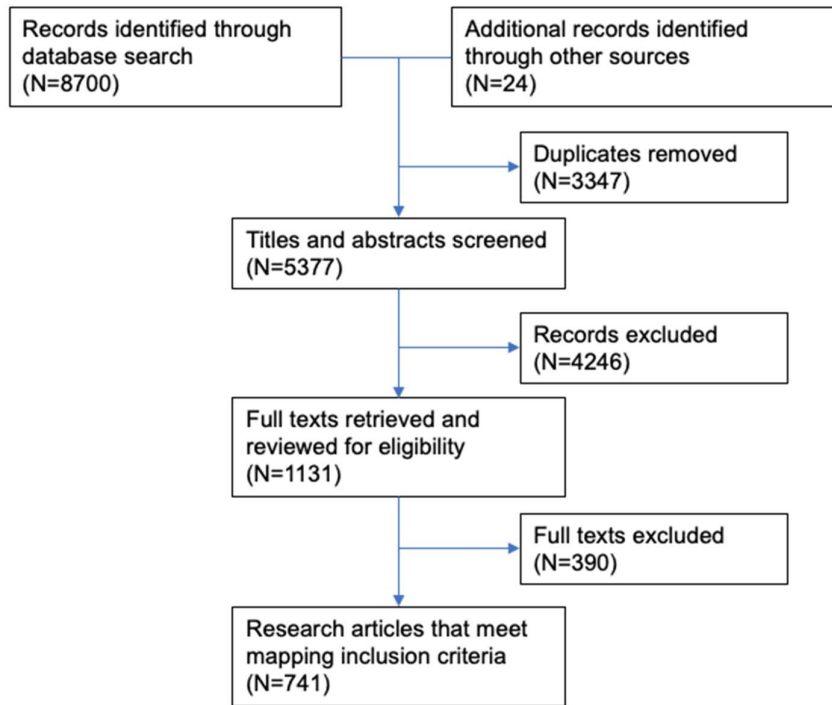 Records identified through
database search
(N=8700)
Additional records identified
through other sources
(N=24)
Duplicates removed
(N=3347)
Titles and abstracts screened
(N=5377)
Records excluded
(N=4246)
Full texts retrieved and
reviewed for eligibility
(N=1131)
Full texts excluded
(N=390)
Research articles that meet
mapping inclusion criteria
(N=741)